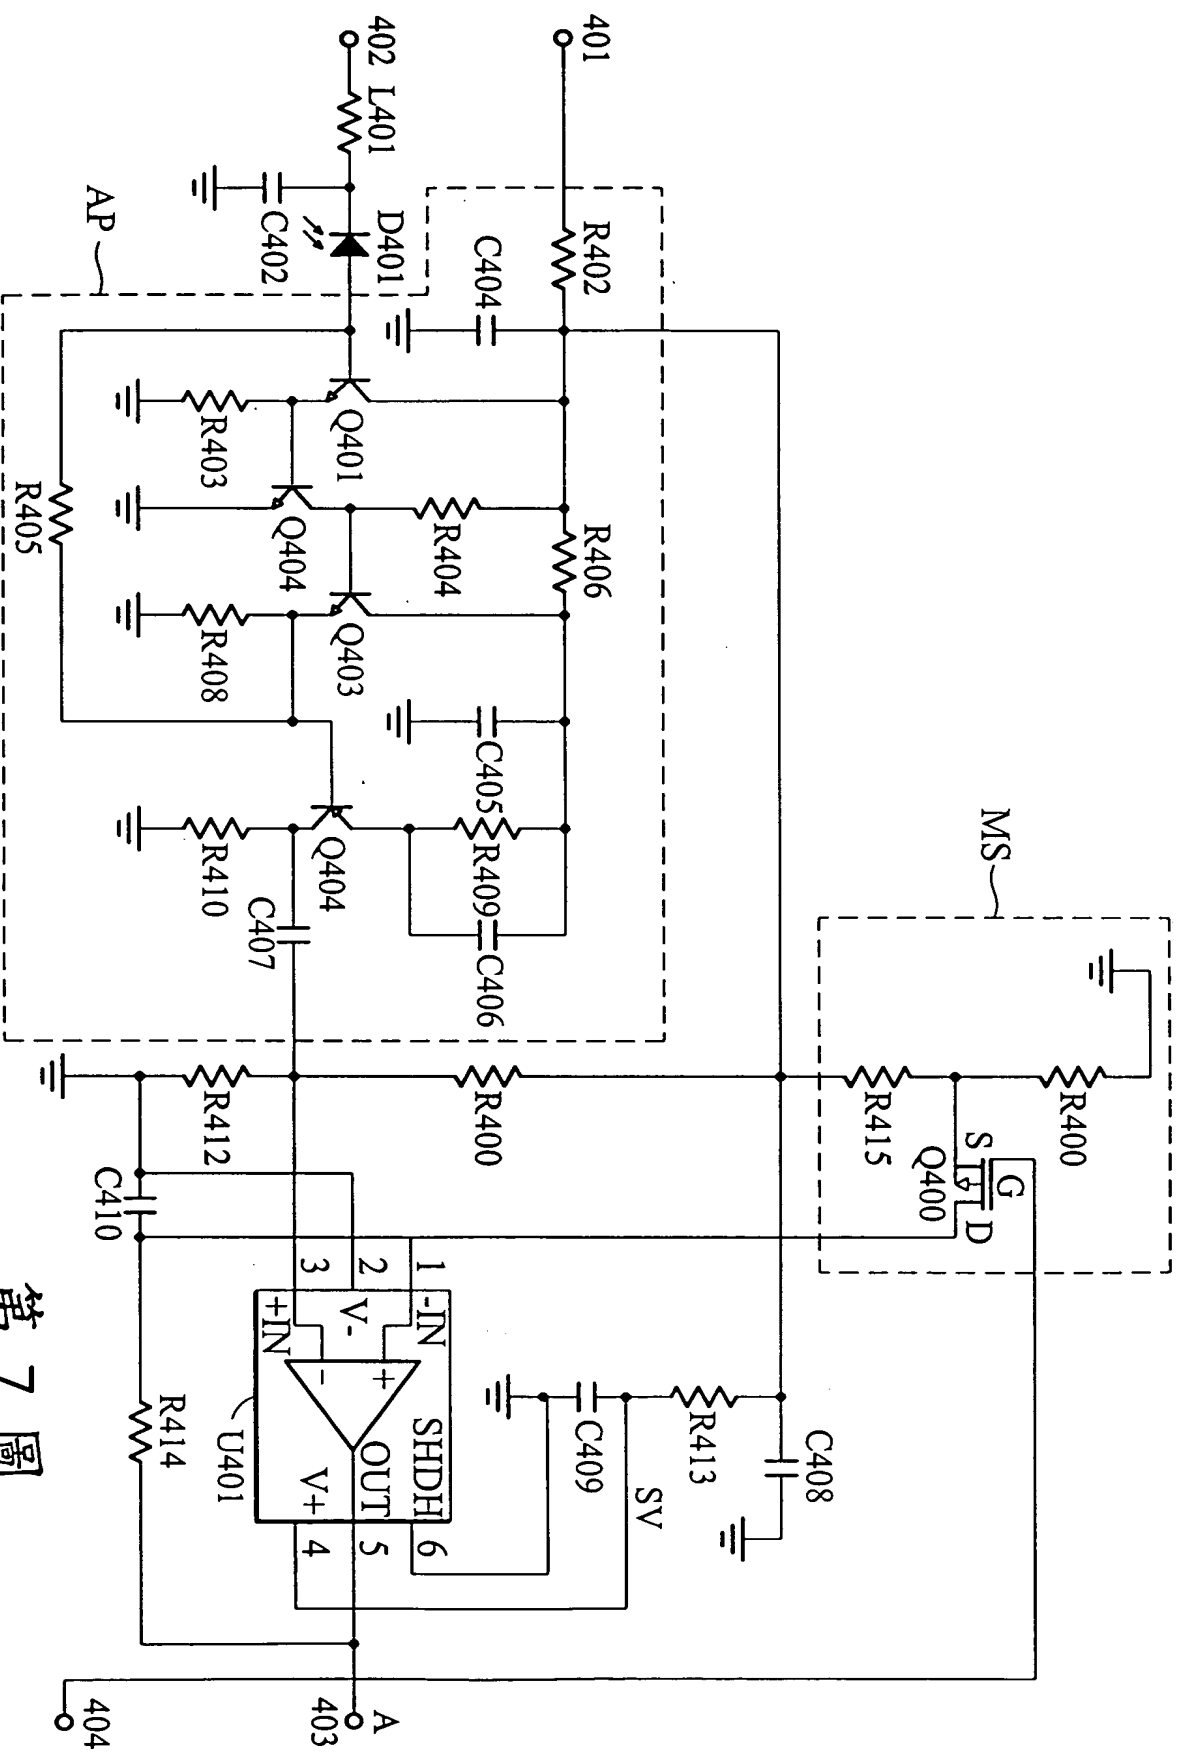 401
R402
R406
402
L401
D401
C402
C404
AP
Q401
R403
Q404
R404
R405
Q403
R408
C405
R409
C406
Q404
R410
C407
MS
R400
R415
S
G
D
Q400
R400
R412
C410
1
2
3
-IN
V-
+IN
+
-
SHDH
OUT
V+
U401
6
5
4
R413
C408
C409
SV
R414
A
403
404
第 7 圖